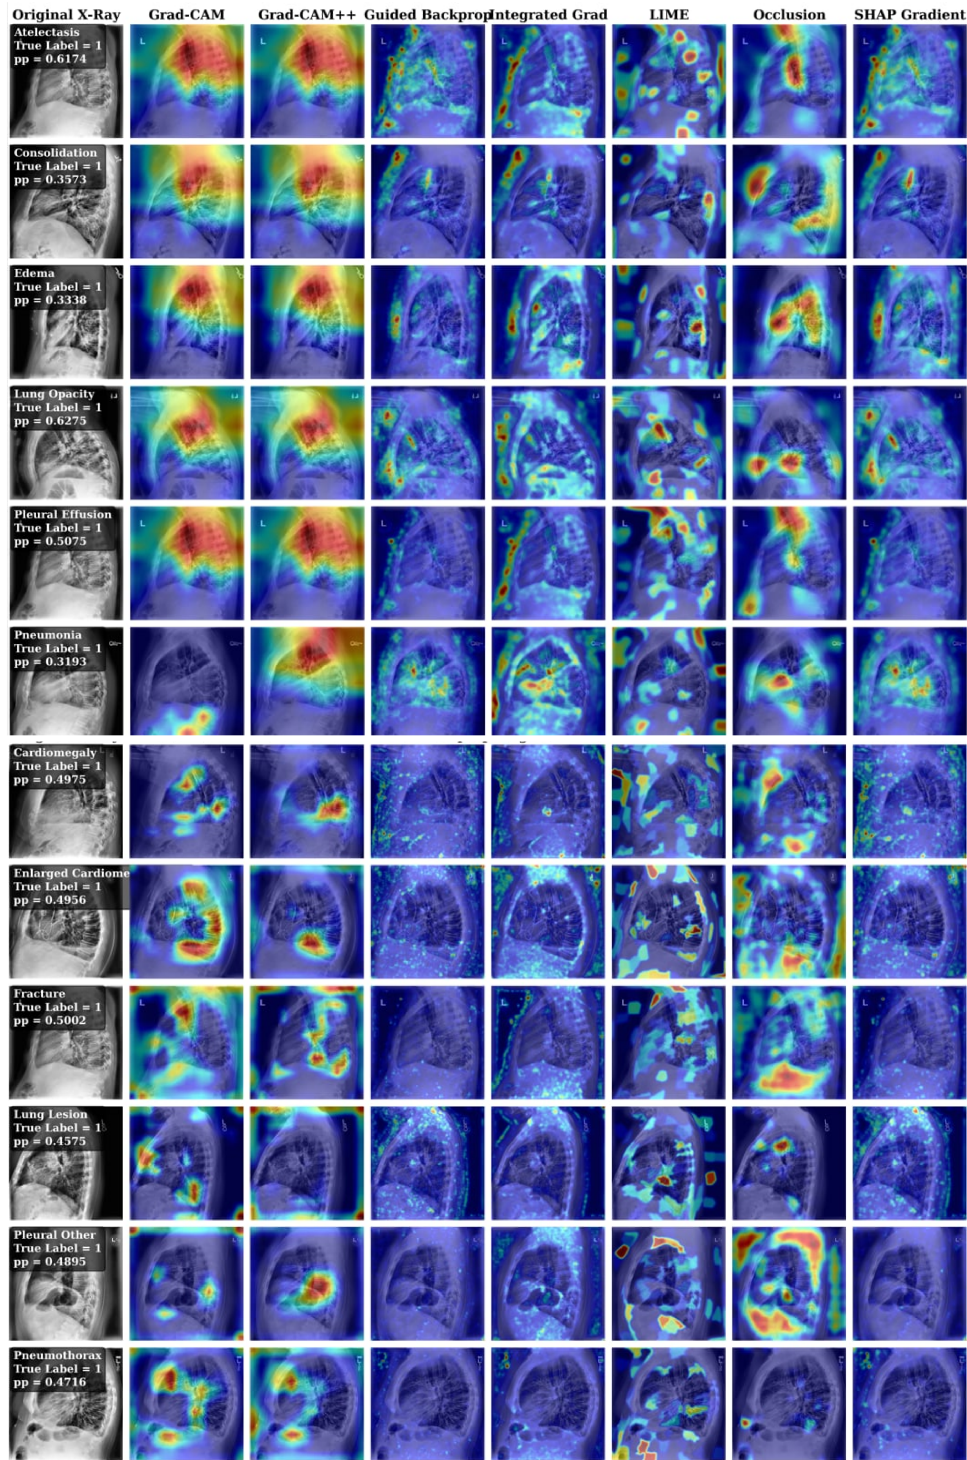 Original X-Ray Grad-CAM Grad-CAM++ Guided Backprop Integrated Grad LIME Occlusion SHAP Gradient
Atelectasis
True Label = 1
pp = 0.6174
L L L L L L L
Consolidation
True Label = 1
pp = 0.3573
Edema
True Label = 1
pp = 0.3338
Lung Opacity
True Label = 1
pp = 0.6275
Pleural Effusion
True Label = 1
pp = 0.5075
L L L L L L L
Pneumonia
True Label = 1
pp = 0.3193
Cardiomegaly
True Label = 1
pp = 0.4975
L L L L L L L L
Enlarged Cardiome
True Label = 1
pp = 0.4956
Fracture
True Label = 1
pp = 0.5002
L L L L L L L
Lung Lesion
True Label = 1
pp = 0.4575
Pleural Other
True Label = 1
pp = 0.4895
Pneumothorax
True Label = 1
pp = 0.4716